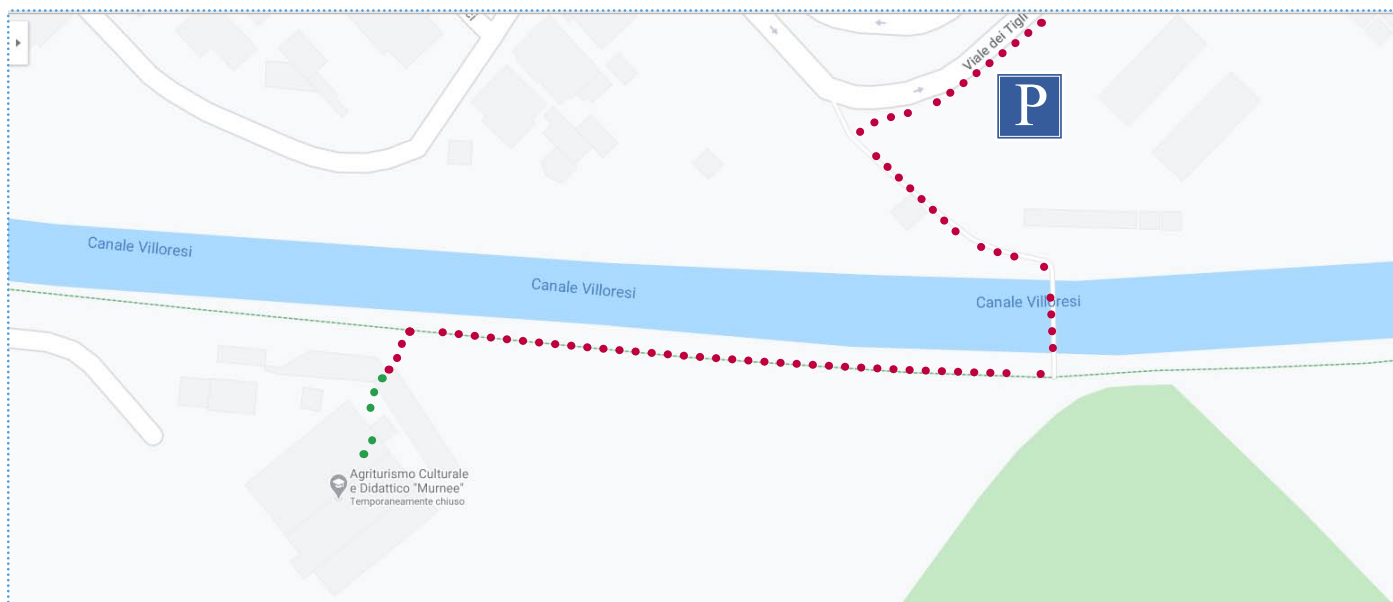 Viale dei Tigli
P
Canale Villoresi
Canale Villoresi
Canale Villoresi
Agriturismo Culturale
e Didattico "Murnee"
Temporaneamente chiuso